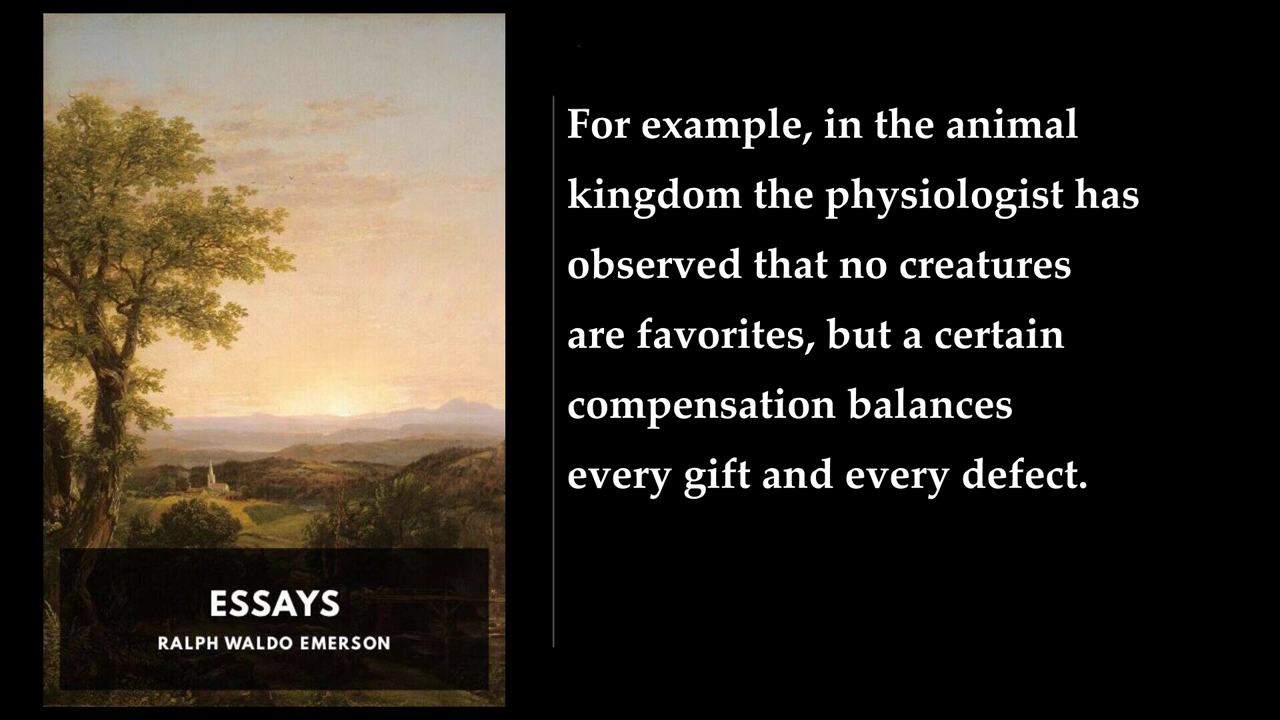 ESSAYS
RALPH WALDO EMERSON
For example, in the animal
kingdom the physiologist has
observed that no creatures
are favorites, but a certain
compensation balances
every gift and every defect.